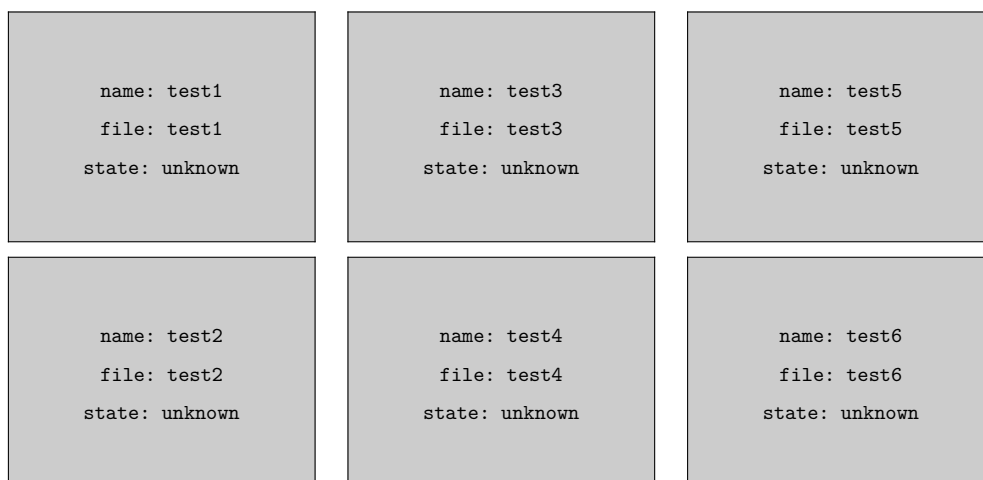 name: test1
file: test1
state: unknown
name: test3
file: test3
state: unknown
name: test5
file: test5
state: unknown
name: test2
file: test2
state: unknown
name: test4
file: test4
state: unknown
name: test6
file: test6
state: unknown